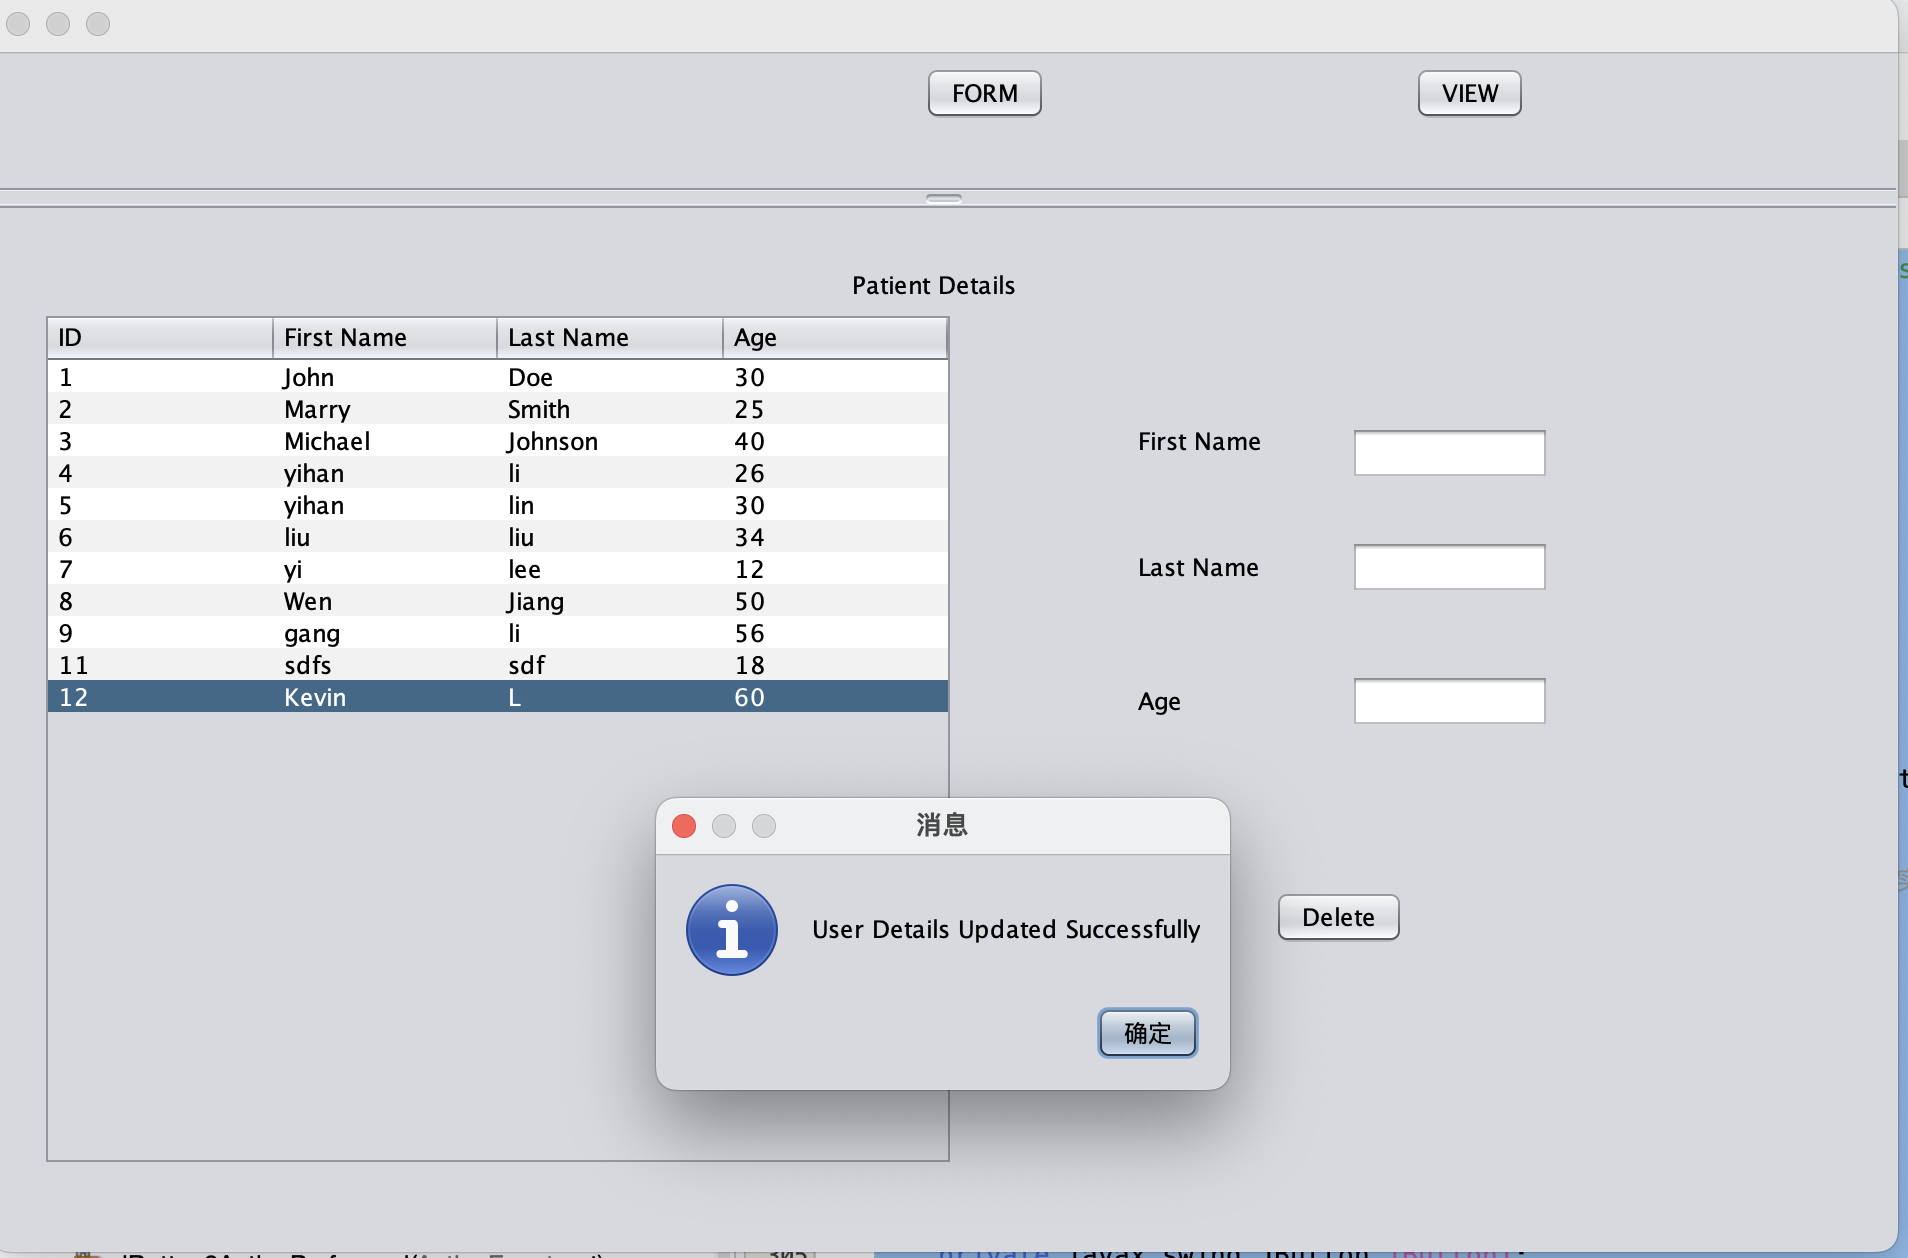 FORM VIEW
Patient Details
ID First Name Last Name Age
1 John Doe 30
2 Marry Smith 25
3 Michael Johnson 40
4 yihan li 26
5 yihan lin 30
6 liu liu 34
7 yi lee 12
8 Wen Jiang 50
9 gang li 56
11 sdfs sdf 18
12 Kevin L 60
First Name
Last Name
Age
消息
User Details Updated Successfully
确定
Delete